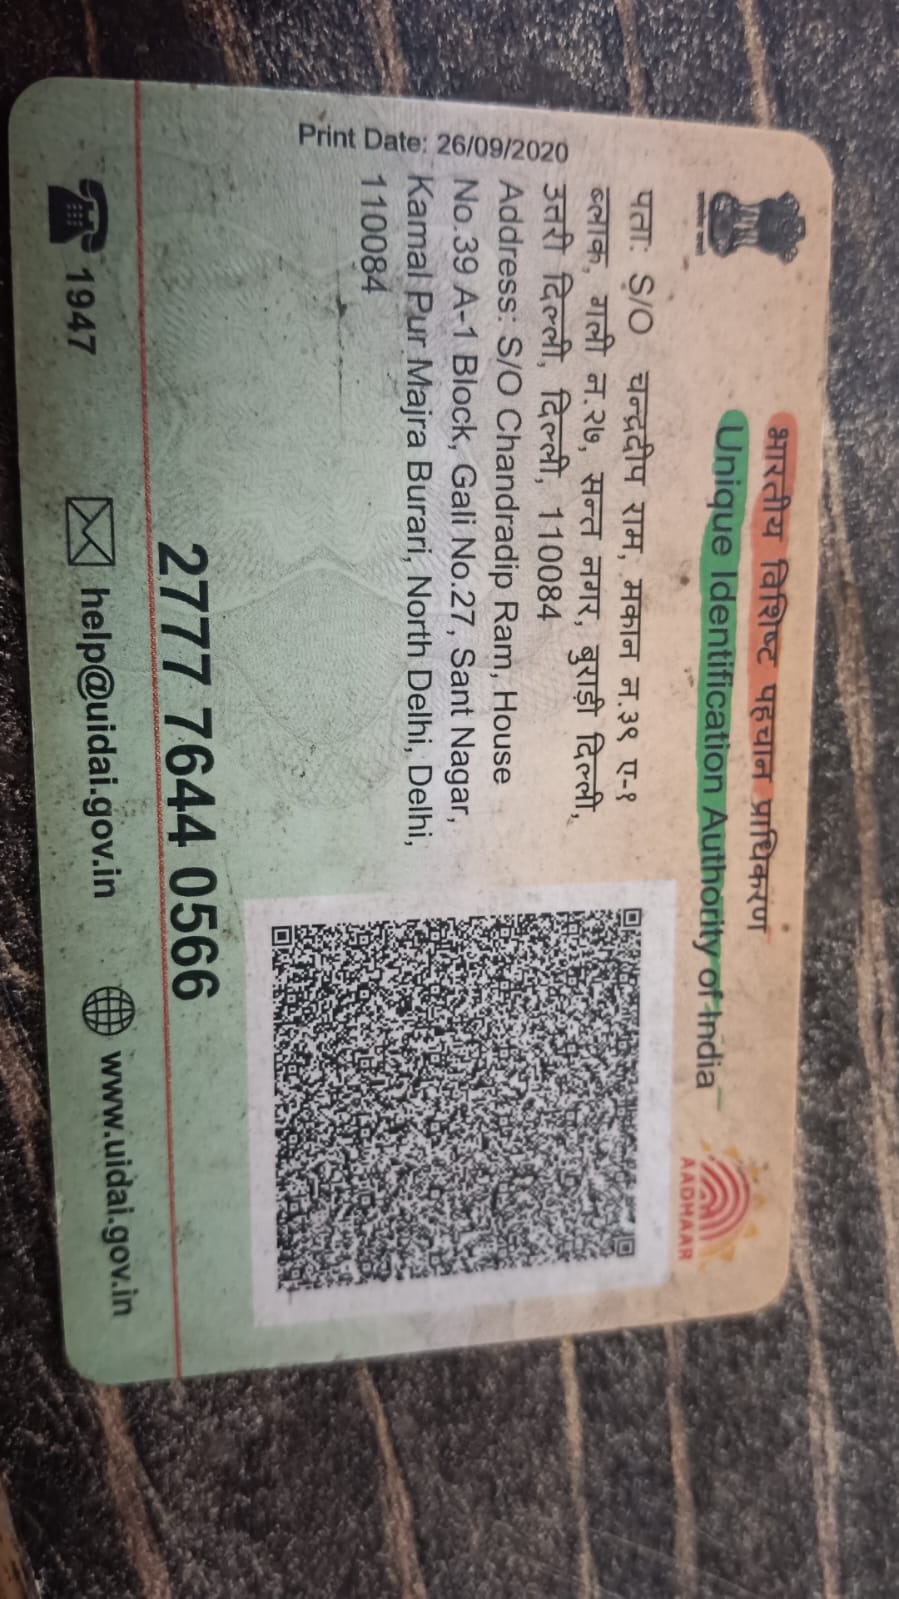 भारतीय विशिष्ट पहचान प्राधिकरण
Unique Identification Authority of India
AADHAAR
Print Date: 26/09/2020
पताः S/O चन्द्रदीप राम, मकान न.३९ ए-१
ब्लाक, गली न.२७, सन्त नगर, बुराड़ी दिल्ली,
उत्तरी दिल्ली, दिल्ली, 110084
Address: S/O Chandradip Ram, House
No.39 A-1 Block, Gali No.27, Sant Nagar,
Kamal Pur Majra Burari, North Delhi, Delhi,
110084
2777 7644 0566
1947
help@uidai.gov.in
www.uidai.gov.in